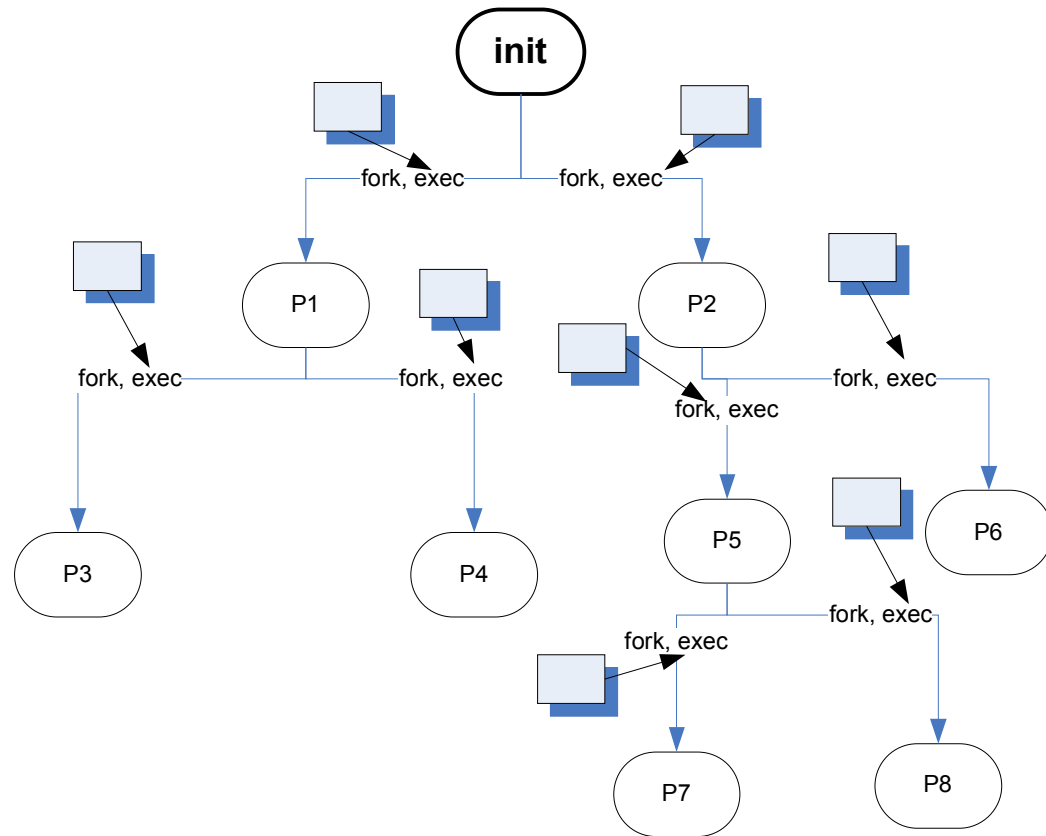 init
fork, exec
fork, exec
P1
P2
fork, exec
fork, exec
fork, exec
fork, exec
P3
P4
P5
P6
fork, exec
fork, exec
P7
P8